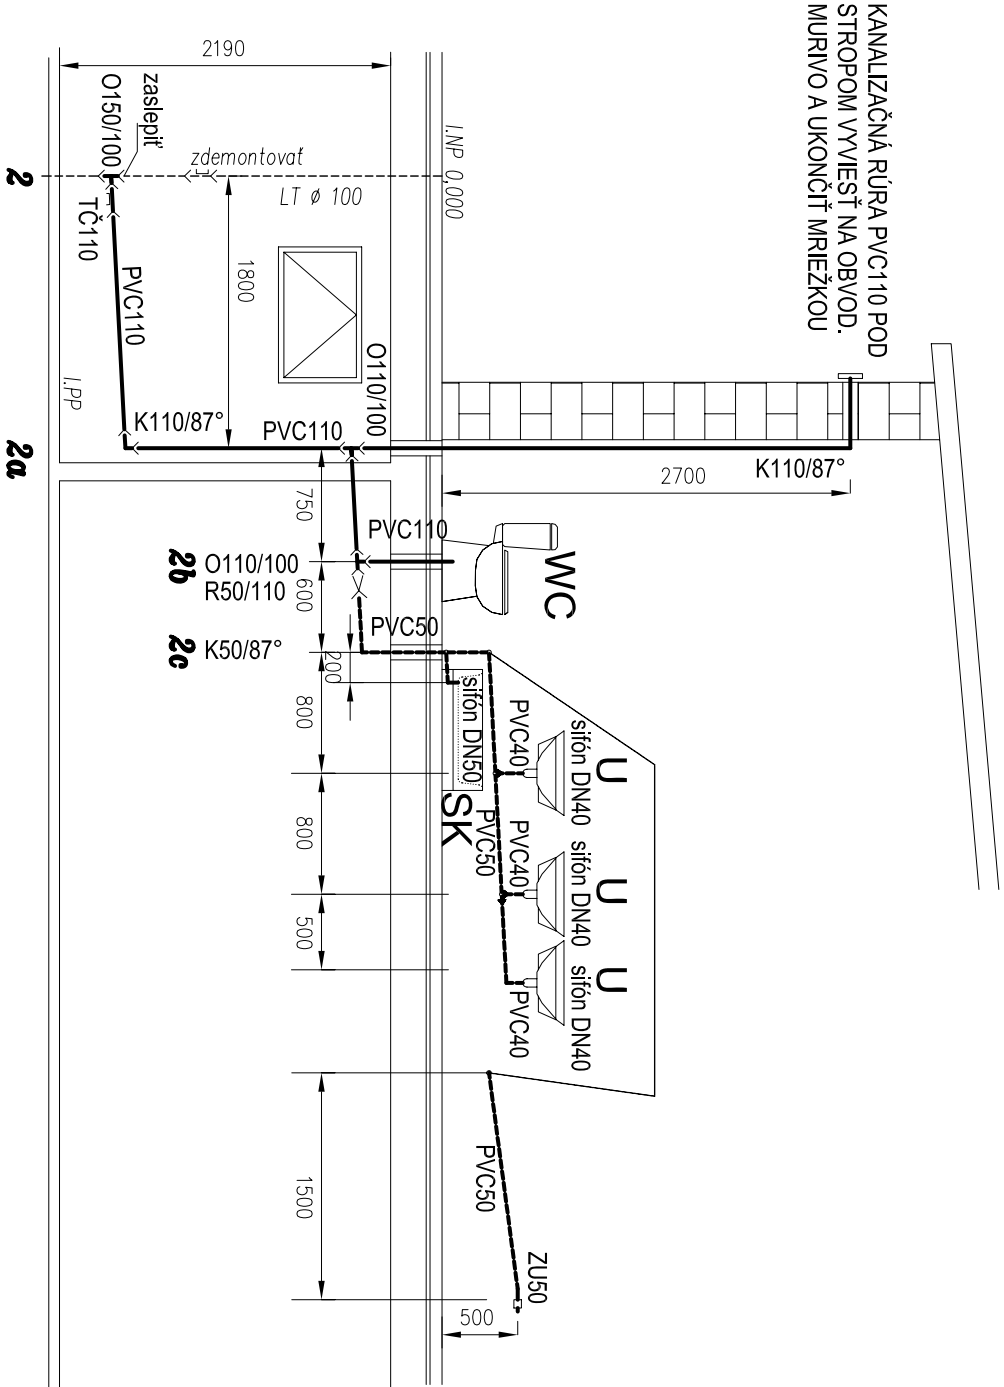 KANALIZAČNÁ RÚRA PVC110 POD
STROPOM VYVIESŤ NA OBVOD.
MURIVO A UKONČIŤ MRIEŽKOU
2190
I.NP 0,000
zaslepiť
O150/100
zdemontovať
LT ø 100
2
TČ110
PVC110
1800
I.PP
O110/100
K110/87°
PVC110
2a
2700
K110/87°
750
PVC110
WC
2b
O110/100
R50/110
600
PVC50
2c
K50/87°
200
sifón DN50
SK
800
PVC40
sifón DN40
U
PVC50
800
PVC40
sifón DN40
U
500
PVC40
sifón DN40
U
1500
PVC50
ZU50
500